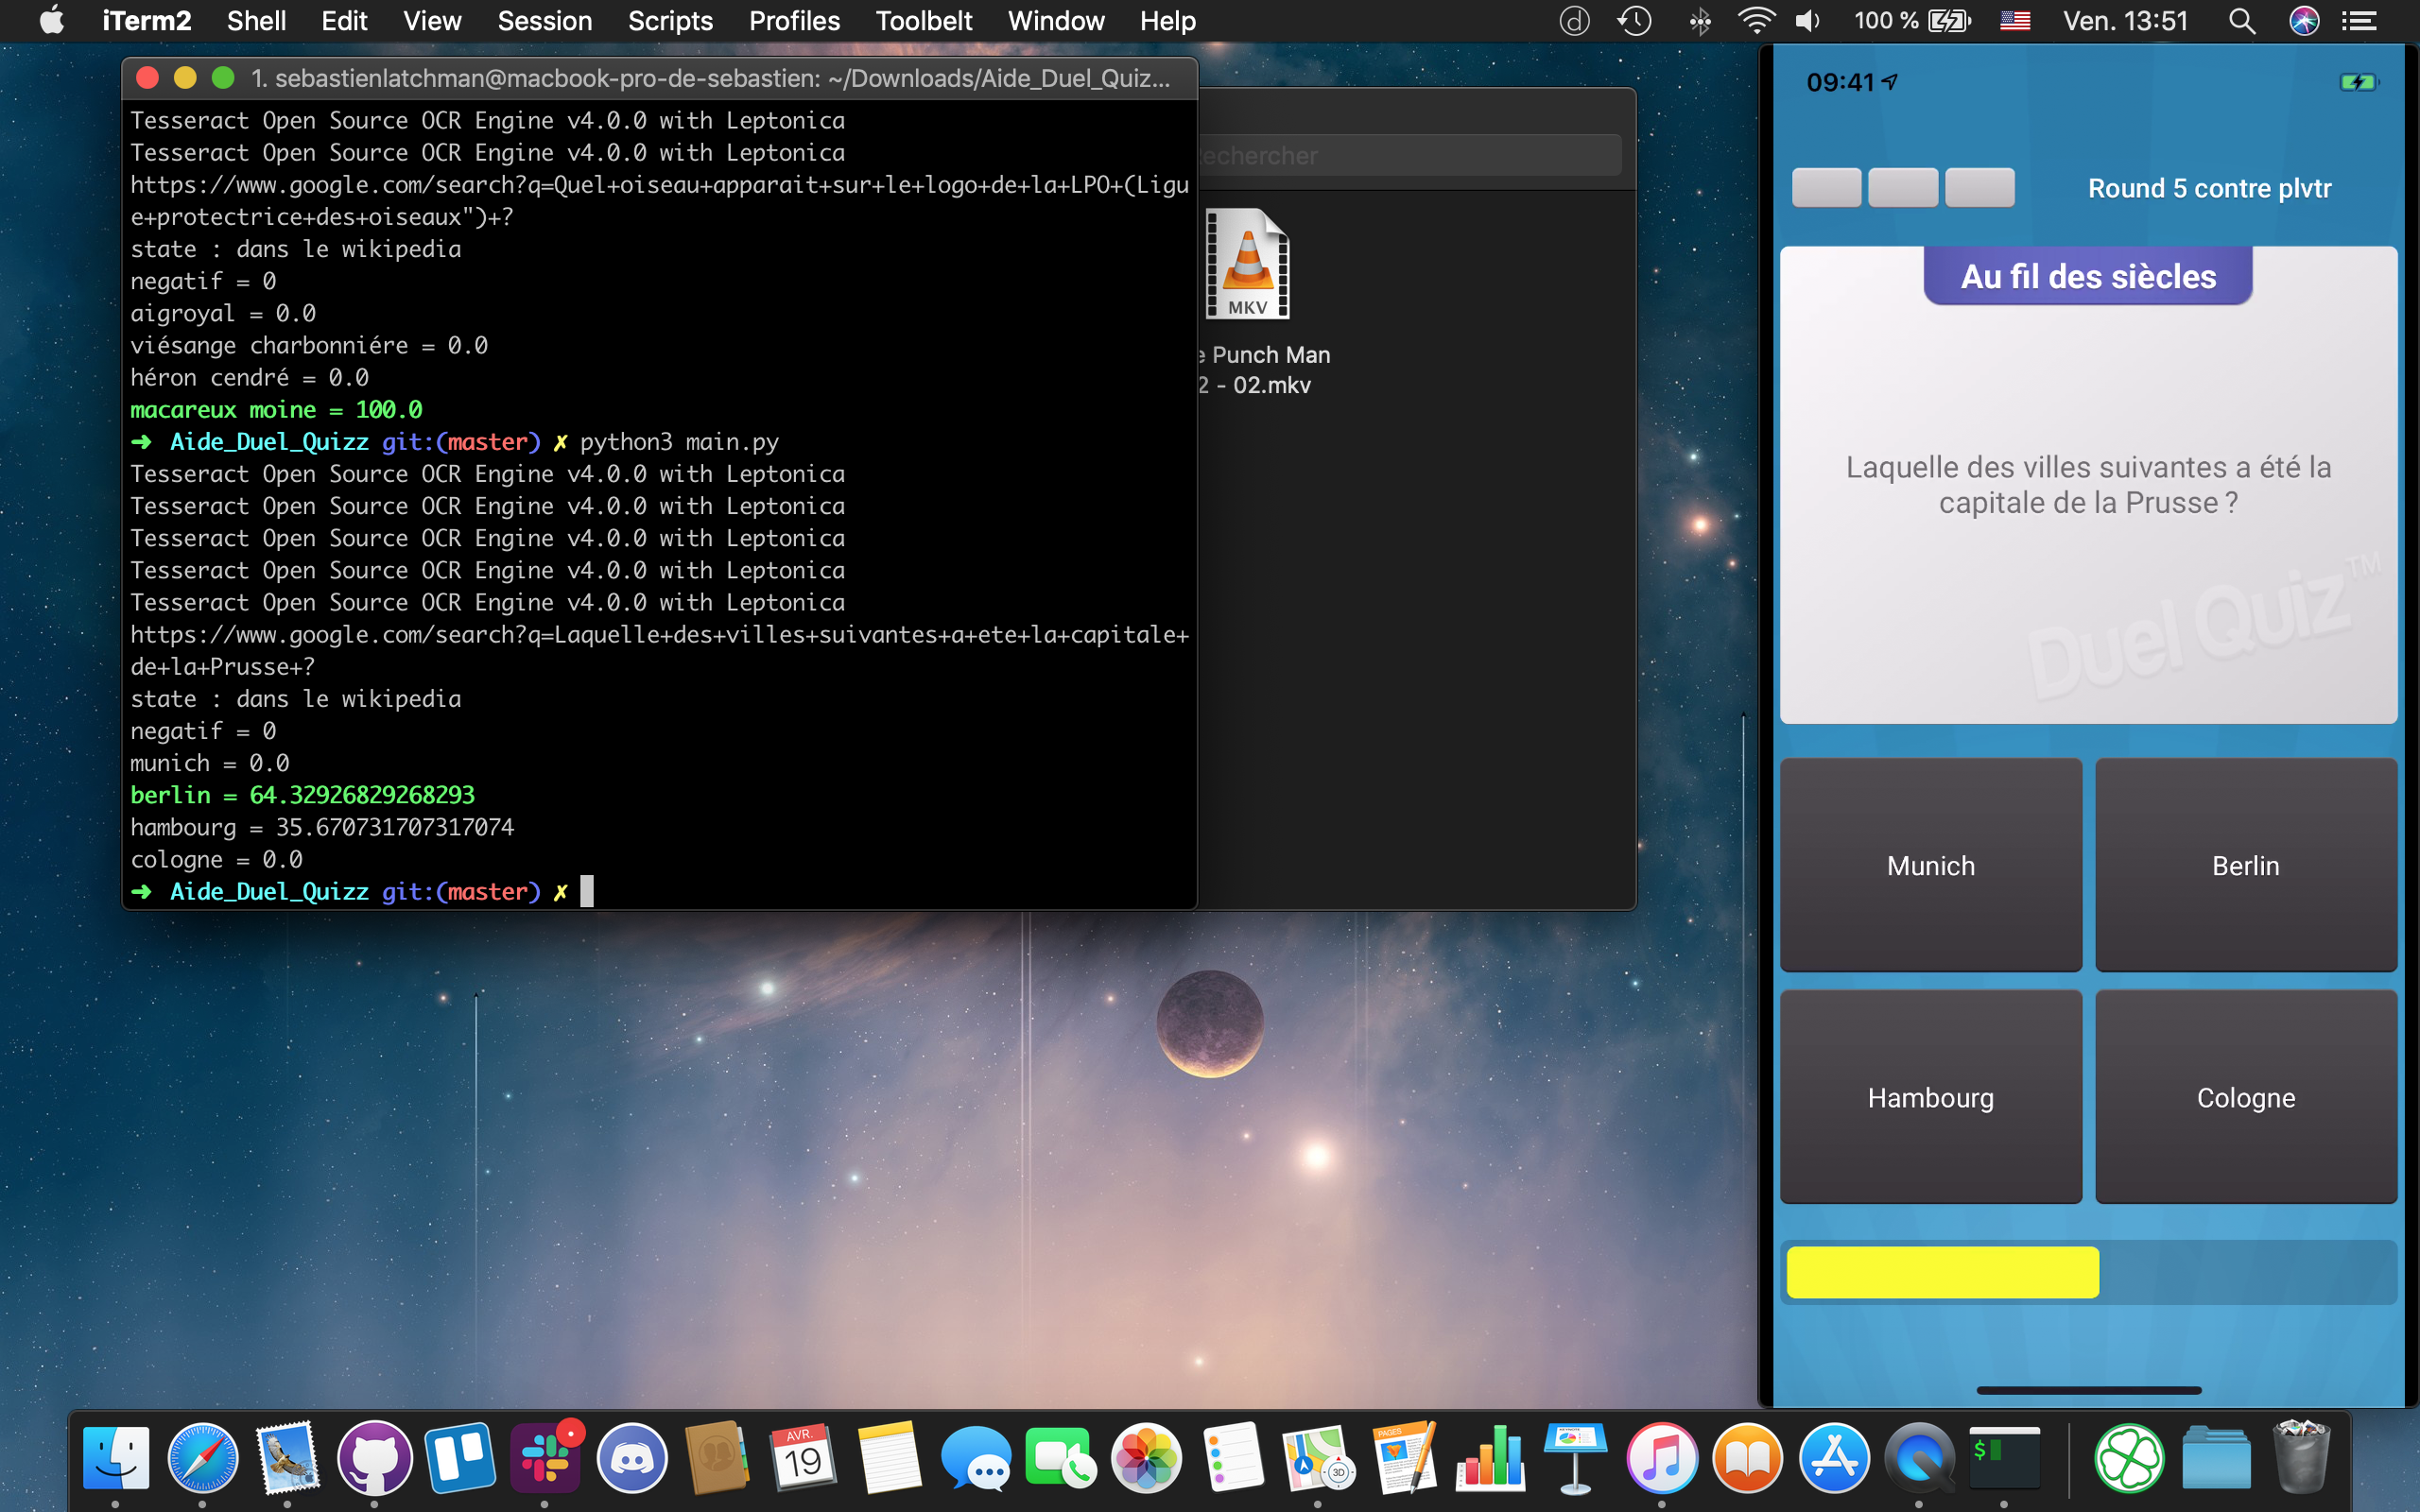 iTerm2 Shell Edit View Session Scripts Profiles Toolbelt Window Help
100 % Ven. 13:51
1. sebastienlatchman@macbook-pro-de-sebastien: ~/Downloads/Aide_Duel_Quiz...
Tesseract Open Source OCR Engine v4.0.0 with Leptonica
Tesseract Open Source OCR Engine v4.0.0 with Leptonica
https://www.google.com/search?q=Quel+oiseau+apparait+sur+le+logo+de+la+LPO+(Ligu
e+protectrice+des+oiseaux")+?
state : dans le wikipedia
negatif = 0
aigroyal = 0.0
viésange charbonniére = 0.0
héron cendré = 0.0
macareux moine = 100.0
➜ Aide_Duel_Quizz git:(master) ✗ python3 main.py
Tesseract Open Source OCR Engine v4.0.0 with Leptonica
Tesseract Open Source OCR Engine v4.0.0 with Leptonica
Tesseract Open Source OCR Engine v4.0.0 with Leptonica
Tesseract Open Source OCR Engine v4.0.0 with Leptonica
Tesseract Open Source OCR Engine v4.0.0 with Leptonica
https://www.google.com/search?q=Laquelle+des+villes+suivantes+a+ete+la+capitale+
de+la+Prusse+?
state : dans le wikipedia
negatif = 0
munich = 0.0
berlin = 64.32926829268293
hambourg = 35.670731707317074
cologne = 0.0
➜ Aide_Duel_Quizz git:(master) ✗
echercher
MKV
e Punch Man
2 - 02.mkv
09:41
Round 5 contre plvtr
Au fil des siècles
Laquelle des villes suivantes a été la
capitale de la Prusse ?
Duel Quiz™
Munich
Berlin
Hambourg
Cologne
AVR.
19
3D
PAGES
$